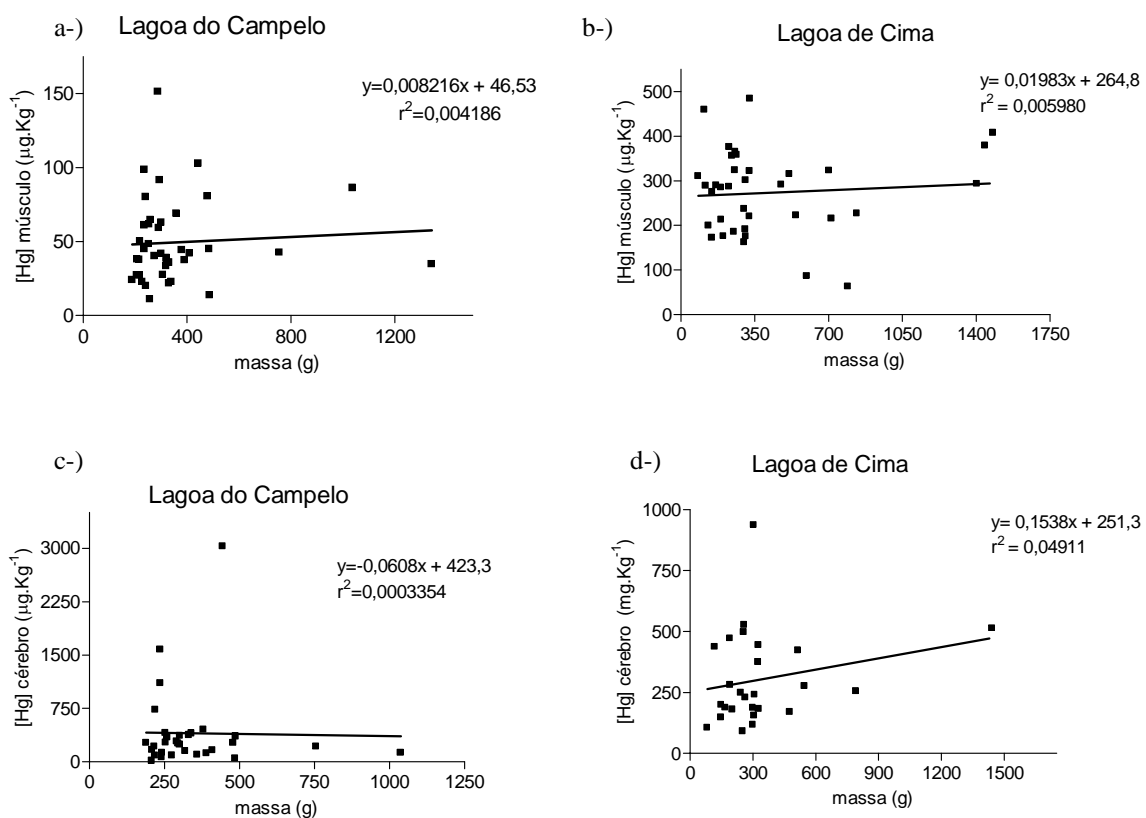 a-) Lagoa do Campelo
y=0,008216x + 46,53
r²=0,004186
[Hg] músculo (µg.Kg⁻¹)
150
100
50
0
0 400 800 1200
massa (g)
b-) Lagoa de Cima
y= 0,01983x + 264,8
r² = 0,005980
[Hg] músculo (µg.Kg⁻¹)
500
400
300
200
100
0
0 350 700 1050 1400 1750
massa (g)
c-)
Lagoa do Campelo
y=-0,0608x + 423,3
r²=0,0003354
[Hg] cérebro (µg.Kg⁻¹)
3000
2250
1500
750
0
0 250 500 750 1000 1250
massa (g)
d-) Lagoa de Cima
y= 0,1538x + 251,3
r² = 0,04911
[Hg] cérebro (mg.Kg⁻¹)
1000
750
500
250
0
0 300 600 900 1200 1500
massa (g)